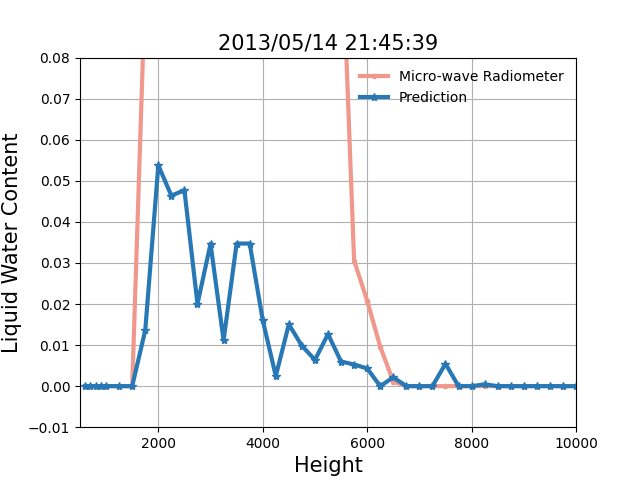 2013/05/14 21:45:39
Micro-wave Radiometer
Prediction
Liquid Water Content
0.08
0.07
0.06
0.05
0.04
0.03
0.02
0.01
0.00
−0.01
2000 4000 6000 8000 10000
Height